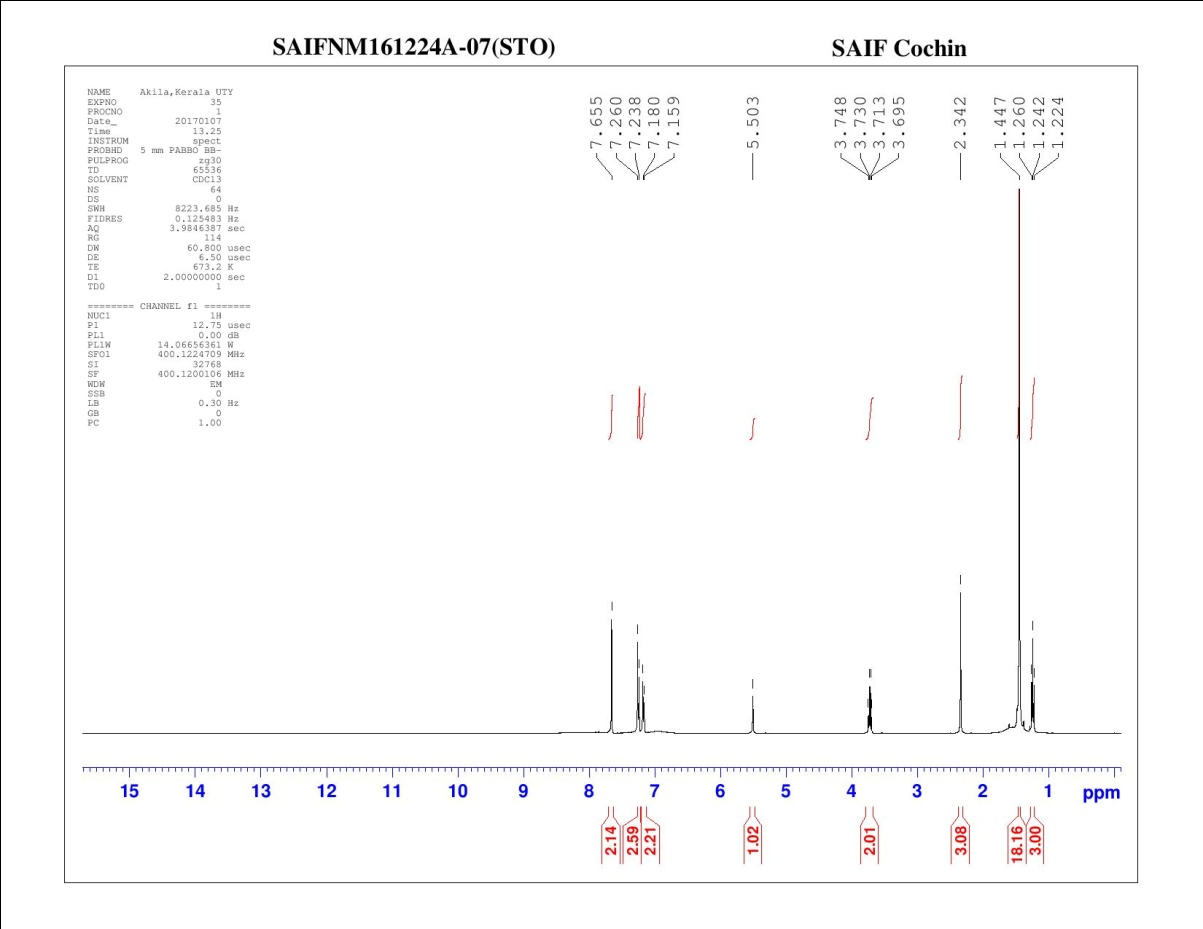 SAIFNM161224A-07(STO) SAIF Cochin
NAME Akila,Kerala UTY
EXPNO 35
PROCNO 1
Date_ 20170107
Time 13.25
INSTRUM spect
PROBHD 5 mm PABBO BB-
PULPROG zg30
TD 65536
SOLVENT CDCl3
NS 64
DS 0
SWH 8223.685 Hz
FIDRES 0.125483 Hz
AQ 3.9846387 sec
RG 114
DW 60.800 usec
DE 6.50 usec
TE 673.2 K
D1 2.00000000 sec
TD0 1
======== CHANNEL f1 ========
NUC1 1H
P1 12.75 usec
PL1 0.00 dB
PL1W 14.06656361 W
SFO1 400.1224709 MHz
SI 32768
SF 400.1200106 MHz
WDW EM
SSB 0
LB 0.30 Hz
GB 0
PC 1.00
7.655
7.260
7.238
7.180
7.159
5.503
3.748
3.730
3.713
3.695
2.342
1.447
1.260
1.242
1.224
15 14 13 12 11 10 9 8 7 6 5 4 3 2 1 ppm
2.14
2.59
2.21
1.02
2.01
3.08
18.16
3.00